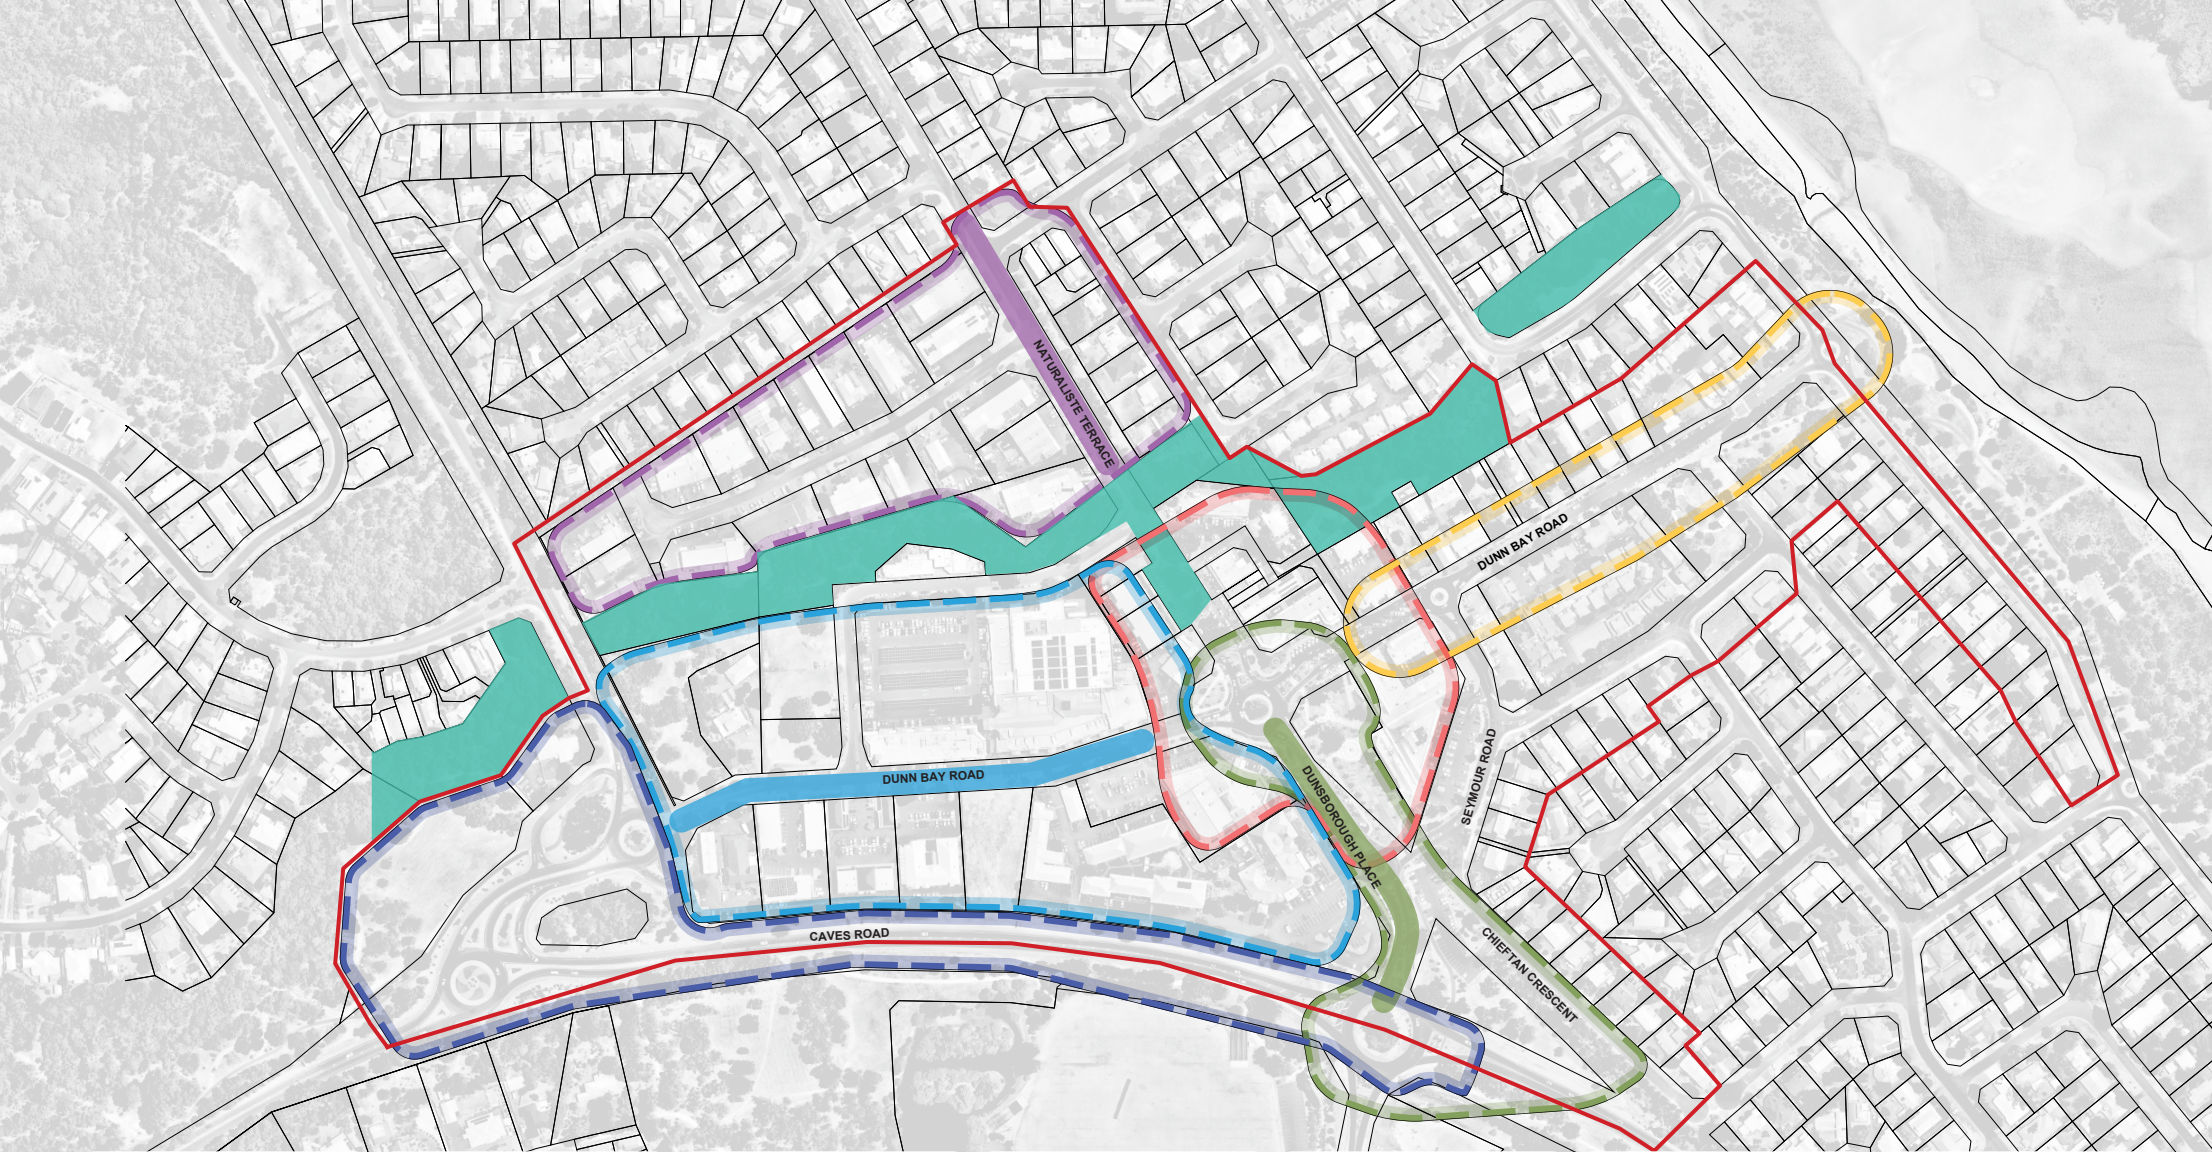 NATURALISTE TERRACE
DUNN BAY ROAD
DUNN BAY ROAD
SEYMOUR ROAD
DUNSBOROUGH PLACE
CAVES ROAD
CHIEFTAN CRESCENT